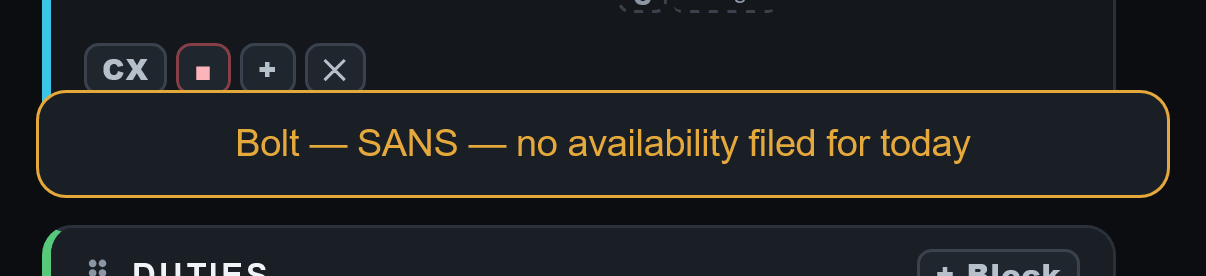 CX ■ + ✕
Bolt — SANS — no availability filed for today
DUTIES
+ Block